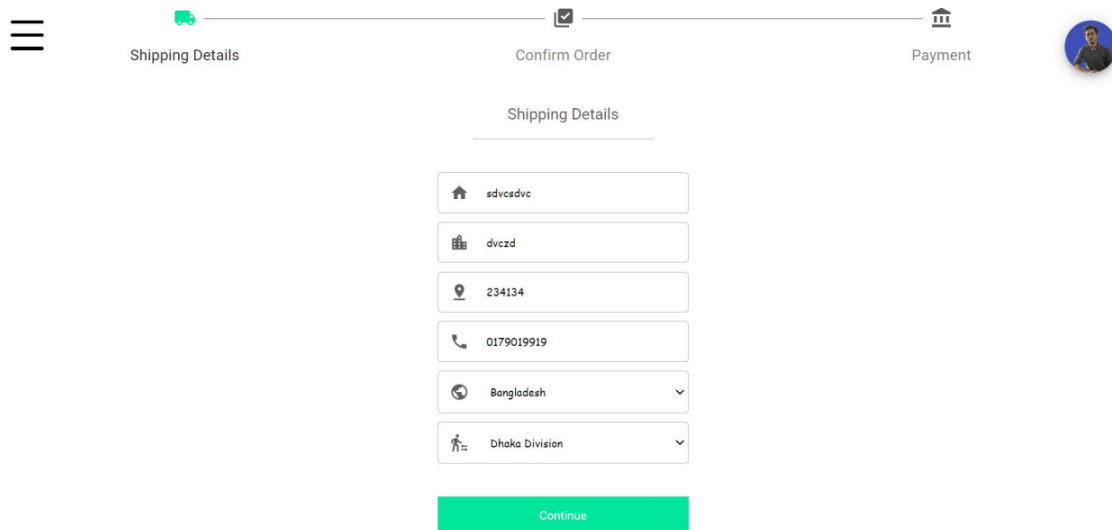 Shipping Details
Confirm Order
Payment
Shipping Details
sdvcsdvc
dvczd
234134
0179019919
Bangladesh
Dhaka Division
Continue